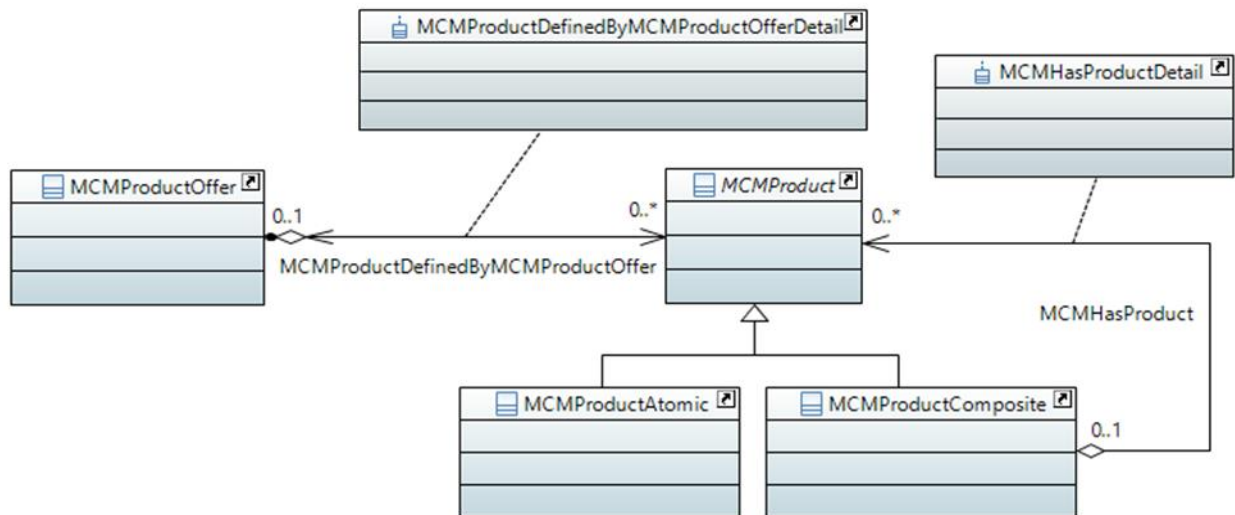 MCMProductDefinedByMCMProductOfferDetail
MCMHasProductDetail
MCMProductOffer
MCMProduct
0..1
0..*
0..*
MCMProductDefinedByMCMProductOffer
MCMHasProduct
MCMProductAtomic
MCMProductComposite
0..1